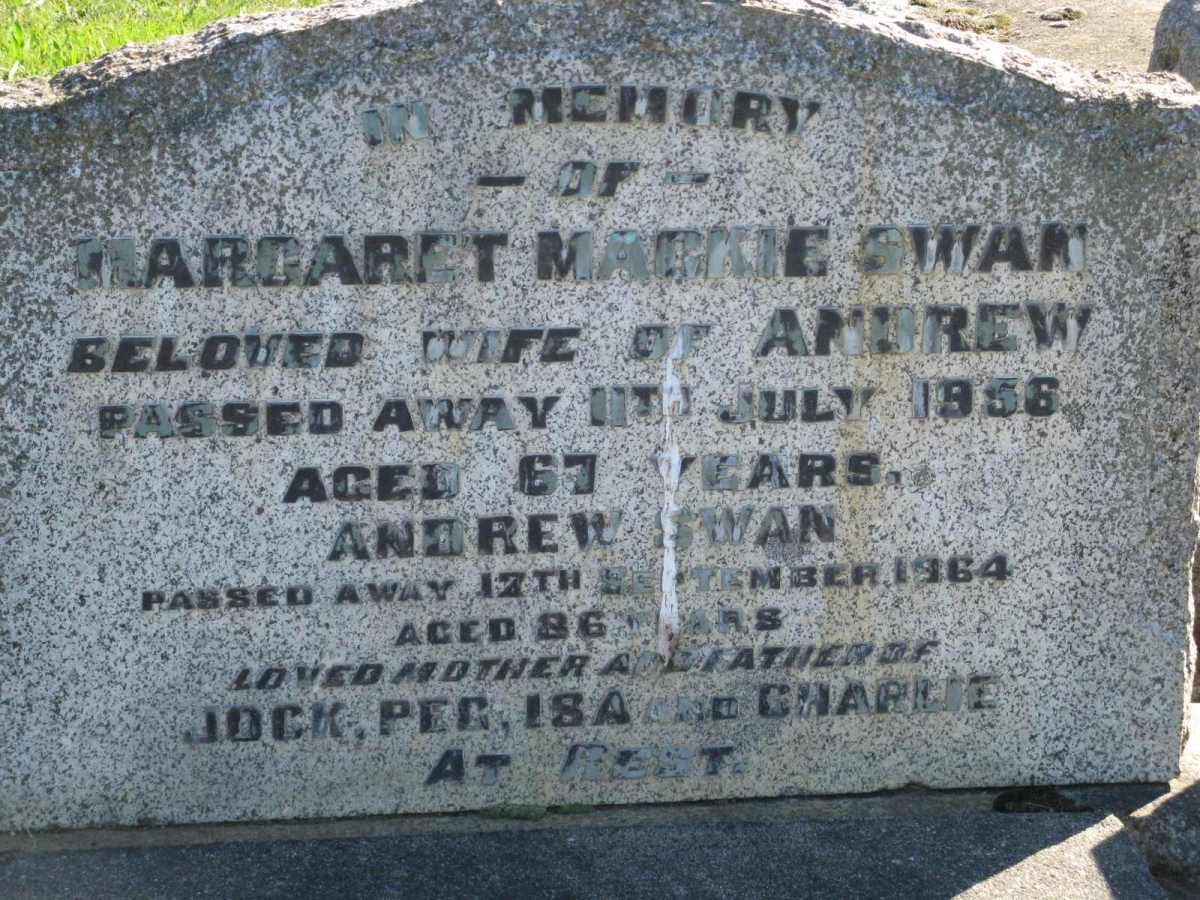 IN MEMORY
- OF -
MARGARET MACKIE SWAN
BELOVED WIFE OF ANDREW
PASSED AWAY 11TH JULY 1956
AGED 67 YEARS.
ANDREW SWAN
PASSED AWAY 17TH SEPTEMBER 1964
AGED 86 YEARS
LOVED MOTHER AND FATHER OF
JOCK, PEG, ISA AND CHARLIE
AT REST.